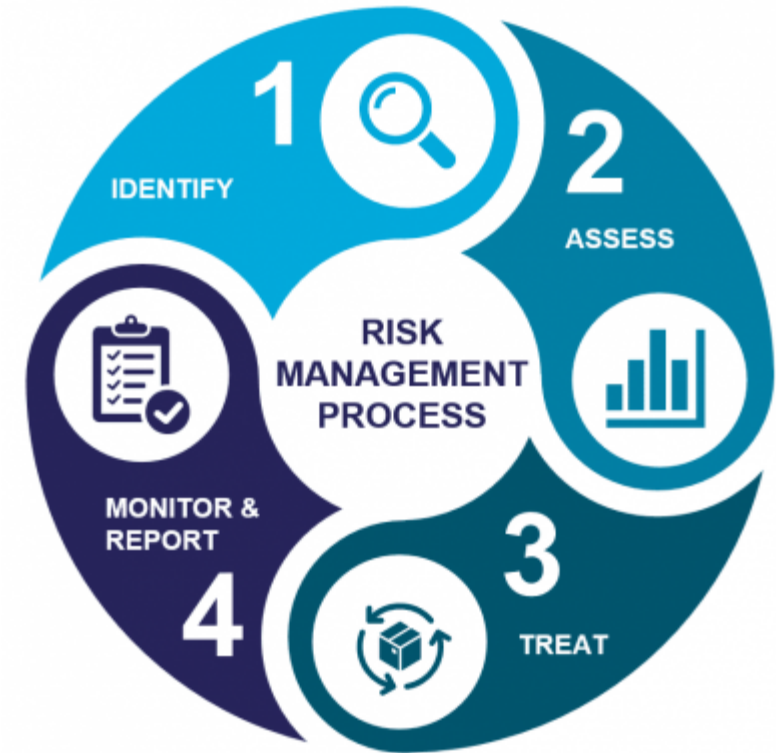 1
IDENTIFY
2
ASSESS
RISK
MANAGEMENT
PROCESS
3
TREAT
MONITOR &
REPORT
4